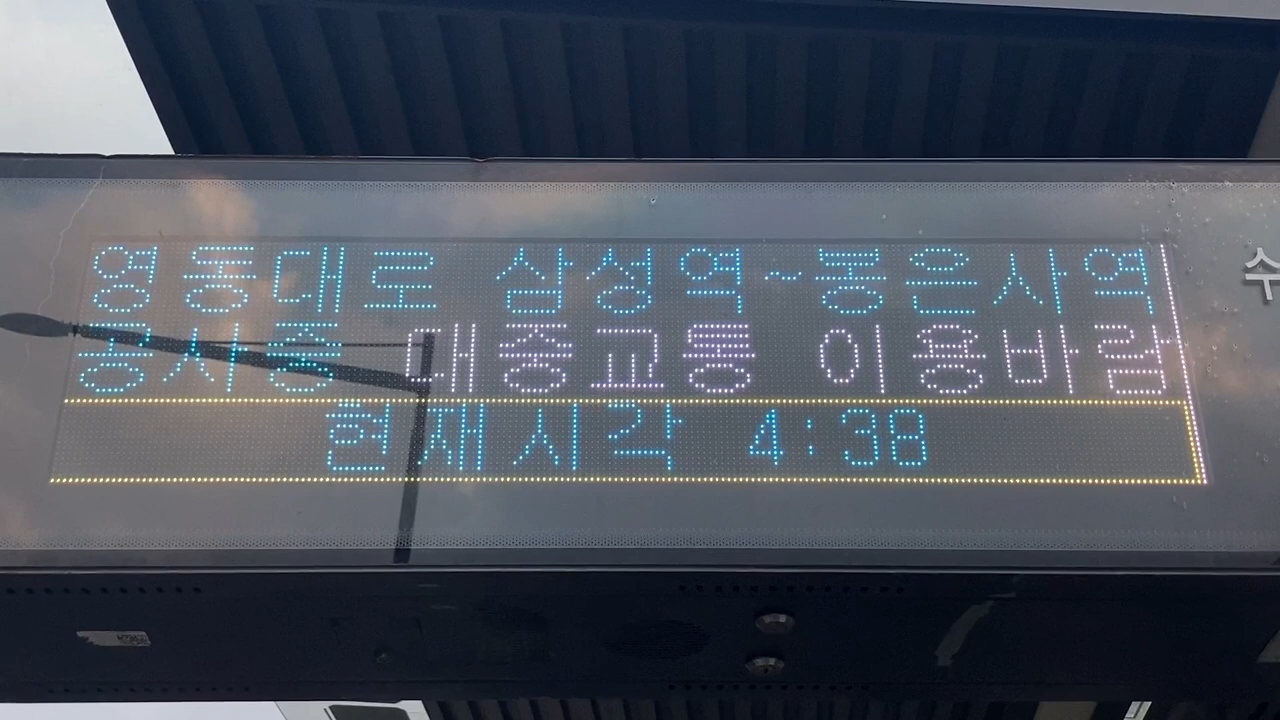 영동대로 삼성역~봉은사역
공사중 대중교통 이용바람
현재시각 4:38
수